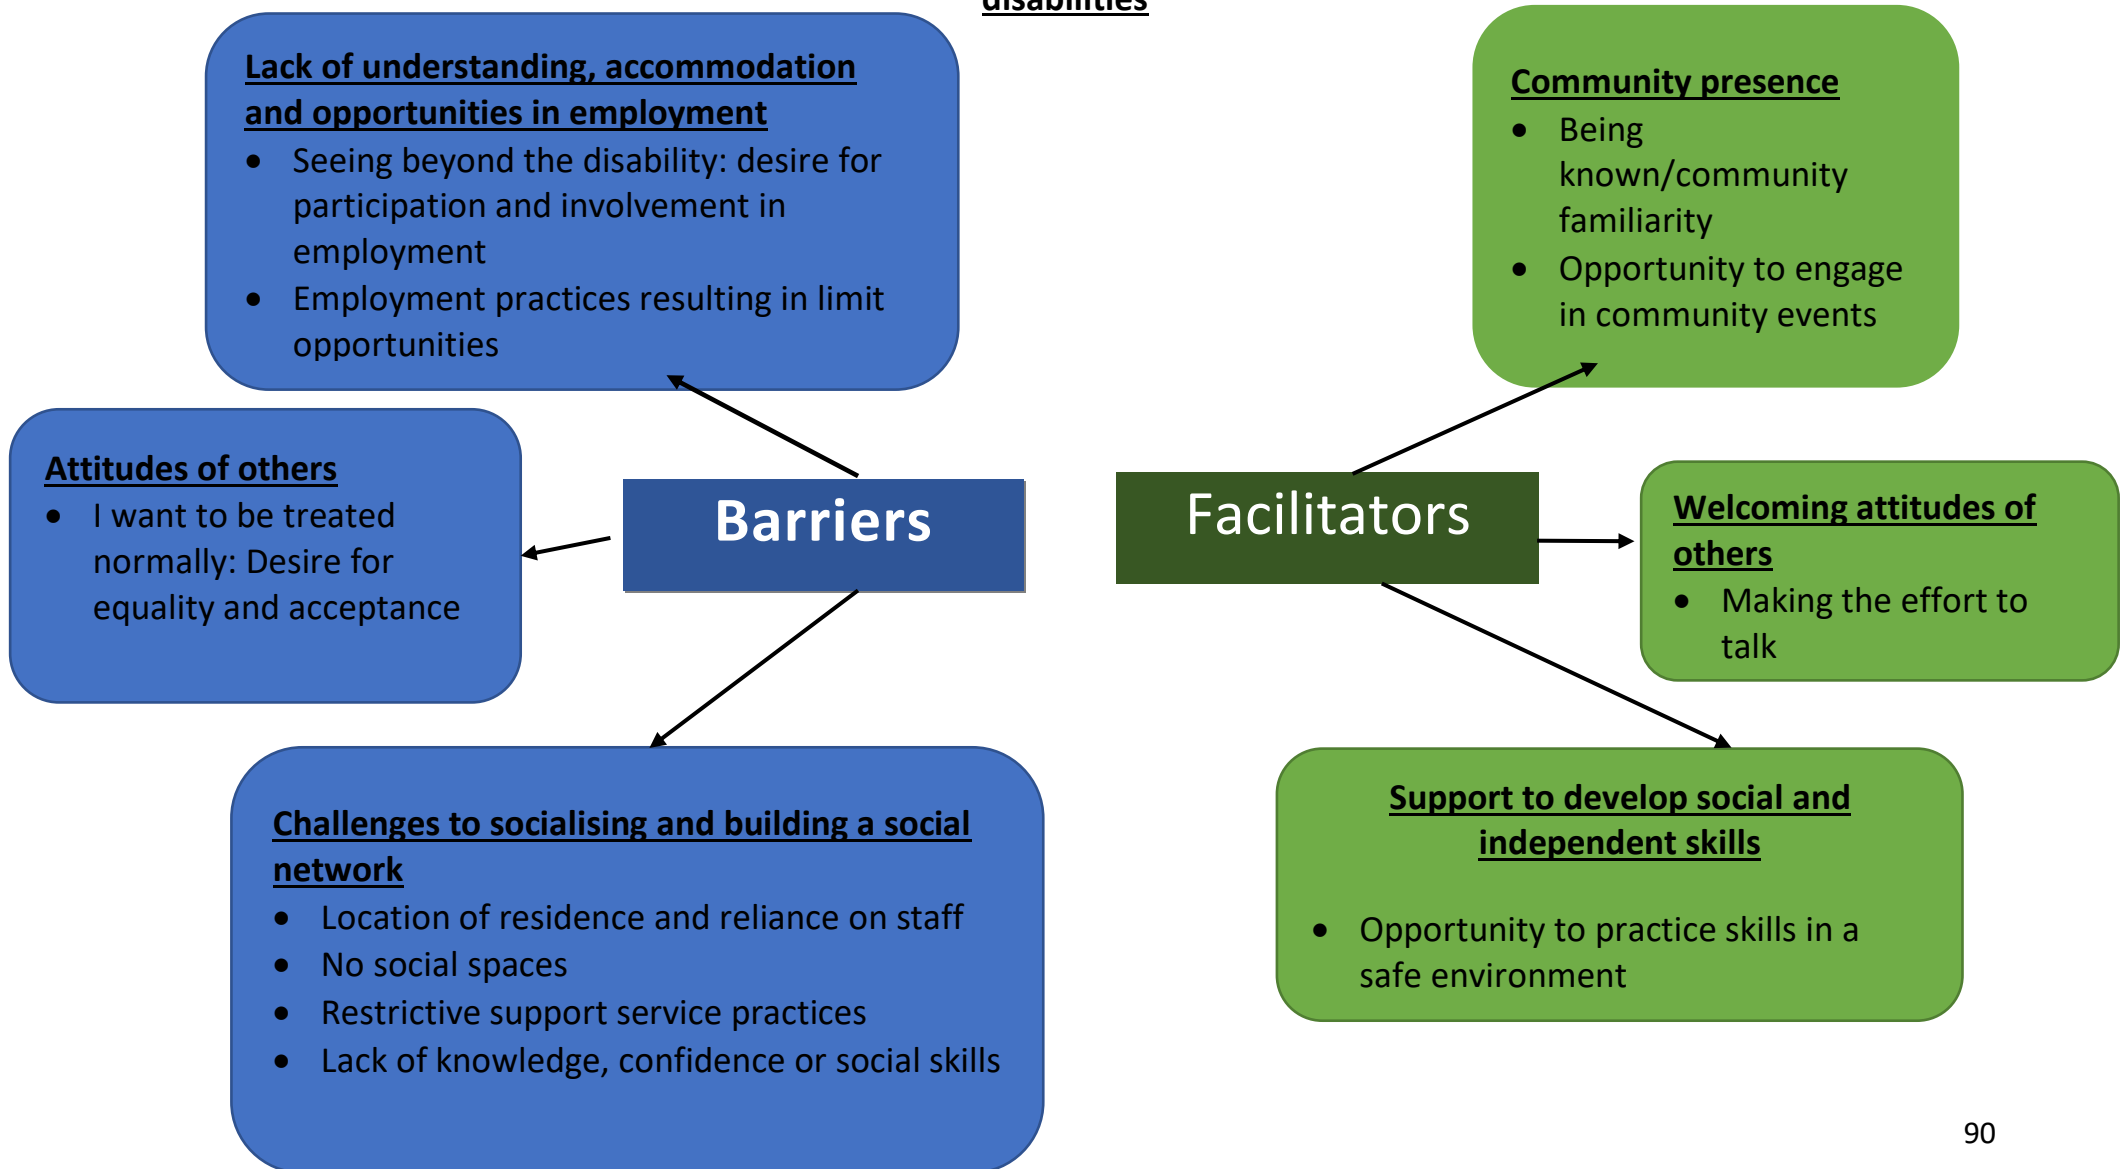 disabilities
Lack of understanding, accommodation
and opportunities in employment
• Seeing beyond the disability: desire for
participation and involvement in
employment
• Employment practices resulting in limit
opportunities
Attitudes of others
• I want to be treated
normally: Desire for
equality and acceptance
Barriers
Challenges to socialising and building a social
network
• Location of residence and reliance on staff
• No social spaces
• Restrictive support service practices
• Lack of knowledge, confidence or social skills
Community presence
• Being
known/community
familiarity
• Opportunity to engage
in community events
Facilitators
Welcoming attitudes of
others
• Making the effort to
talk
Support to develop social and
independent skills
• Opportunity to practice skills in a
safe environment
90